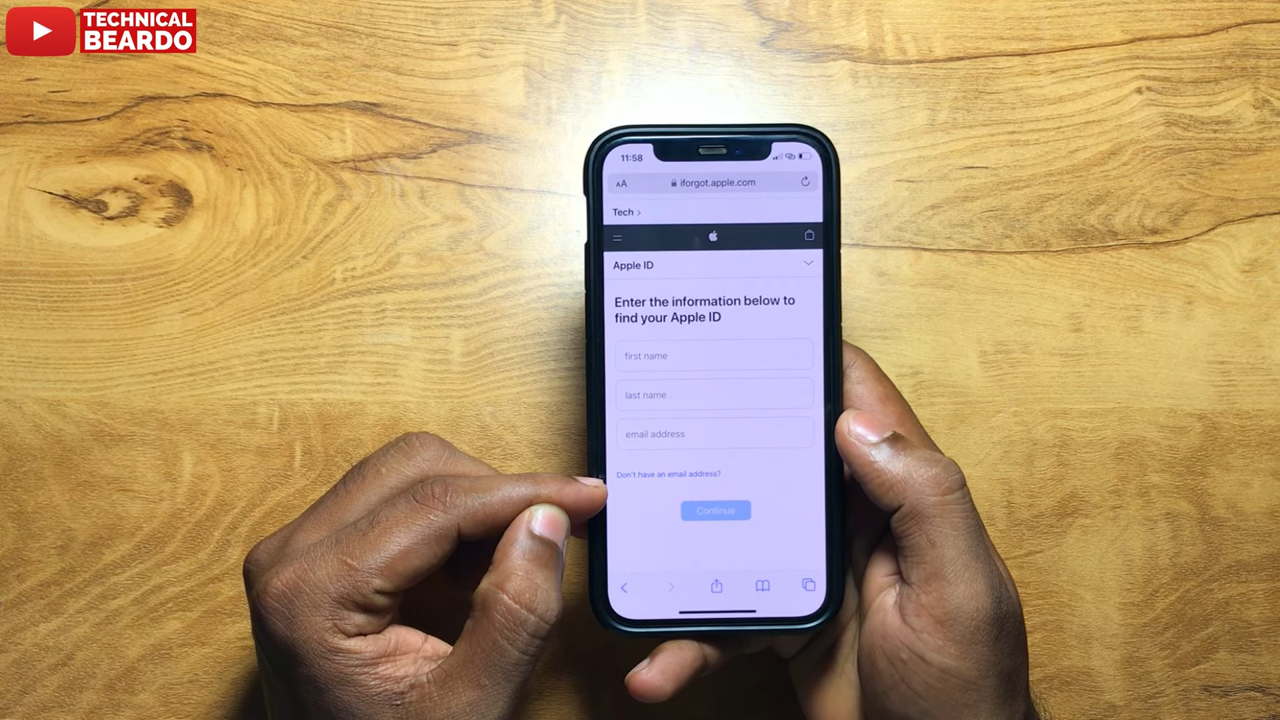 TECHNICAL
BEARDO
11:58
AA
iforgot.apple.com
Tech >
Apple ID
Enter the information below to
find your Apple ID
first name
last name
email address
Don't have an email address?
Continue